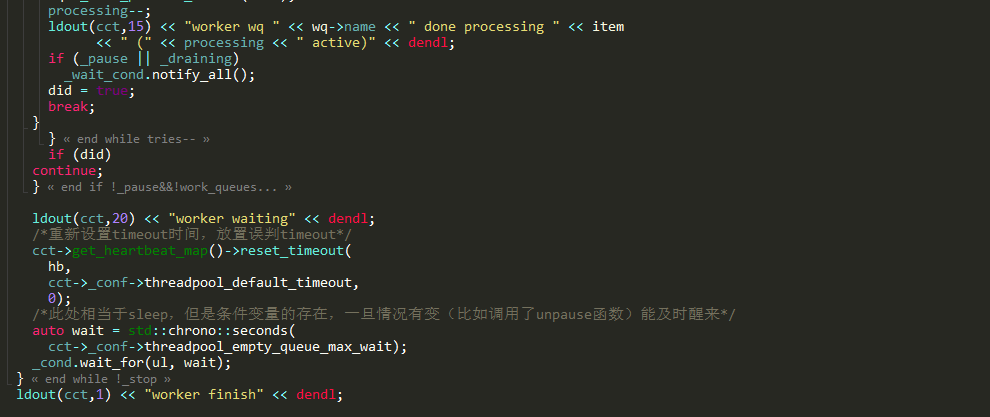 processing--;
ldout(cct,15) << "worker wq " << wq->name << " done processing " << item
<< " (" << processing << " active)" << dendl;
if (_pause || _draining)
_wait_cond.notify_all();
did = true;
break;
}
} « end while tries-- »
if (did)
continue;
} « end if !_pause&&!work_queues... »
ldout(cct,20) << "worker waiting" << dendl;
/*重新设置timeout时间，放置误判timeout*/
cct->get_heartbeat_map()->reset_timeout(
hb,
cct->_conf->threadpool_default_timeout,
0);
/*此处相当于sleep，但是条件变量的存在，一旦情况有变（比如调用了unpause函数）能及时醒来*/
auto wait = std::chrono::seconds(
cct->_conf->threadpool_empty_queue_max_wait);
_cond.wait_for(ul, wait);
} « end while !_stop »
ldout(cct,1) << "worker finish" << dendl;